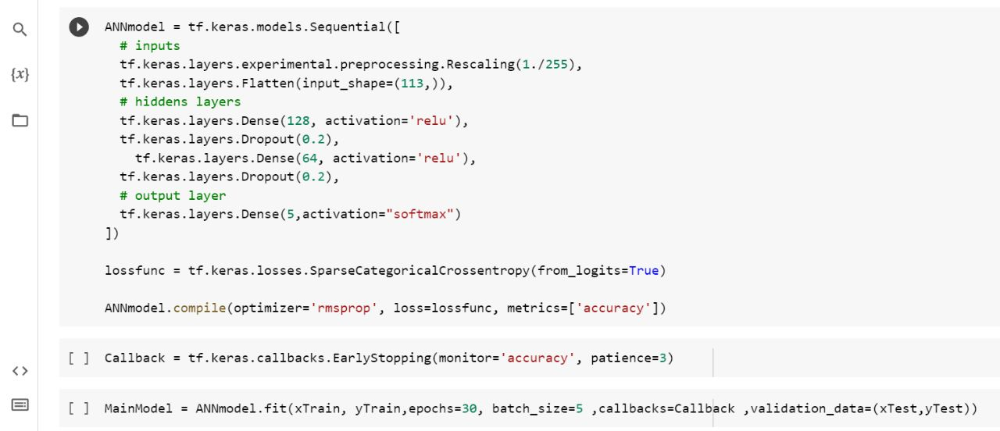 ANNmodel = tf.keras.models.Sequential([
  # inputs
  tf.keras.layers.experimental.preprocessing.Rescaling(1./255),
  tf.keras.layers.Flatten(input_shape=(113,)),
  # hiddens layers
  tf.keras.layers.Dense(128, activation='relu'),
  tf.keras.layers.Dropout(0.2),
    tf.keras.layers.Dense(64, activation='relu'),
  tf.keras.layers.Dropout(0.2),
  # output layer
  tf.keras.layers.Dense(5,activation="softmax")
])
lossfunc = tf.keras.losses.SparseCategoricalCrossentropy(from_logits=True)
ANNmodel.compile(optimizer='rmsprop', loss=lossfunc, metrics=['accuracy'])
[ ] Callback = tf.keras.callbacks.EarlyStopping(monitor='accuracy', patience=3)
[ ] MainModel = ANNmodel.fit(xTrain, yTrain,epochs=30, batch_size=5 ,callbacks=Callback ,validation_data=(xTest,yTest))
{x}
<>